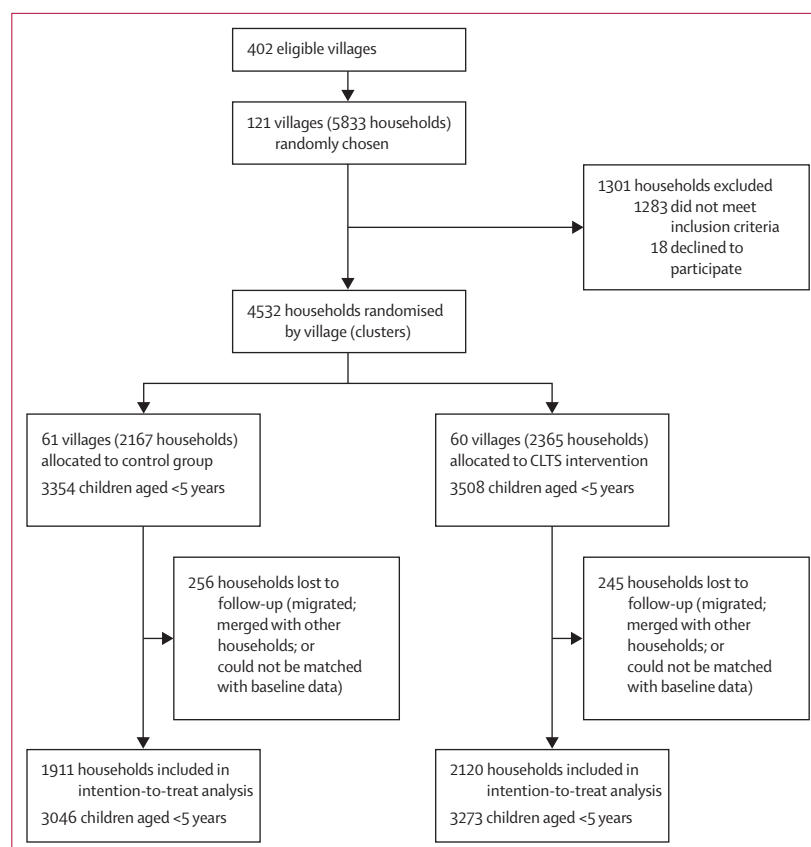 402 eligible villages
121 villages (5833 households)
randomly chosen
1301 households excluded
1283 did not meet
inclusion criteria
18 declined to
participate
4532 households randomised
by village (clusters)
61 villages (2167 households)
allocated to control group
3354 children aged <5 years
60 villages (2365 households)
allocated to CLTS intervention
3508 children aged <5 years
256 households lost to
follow-up (migrated;
merged with other
households; or
could not be matched
with baseline data)
245 households lost to
follow-up (migrated;
merged with other
households; or
could not be matched
with baseline data)
1911 households included in
intention-to-treat analysis
3046 children aged <5 years
2120 households included in
intention-to-treat analysis
3273 children aged <5 years